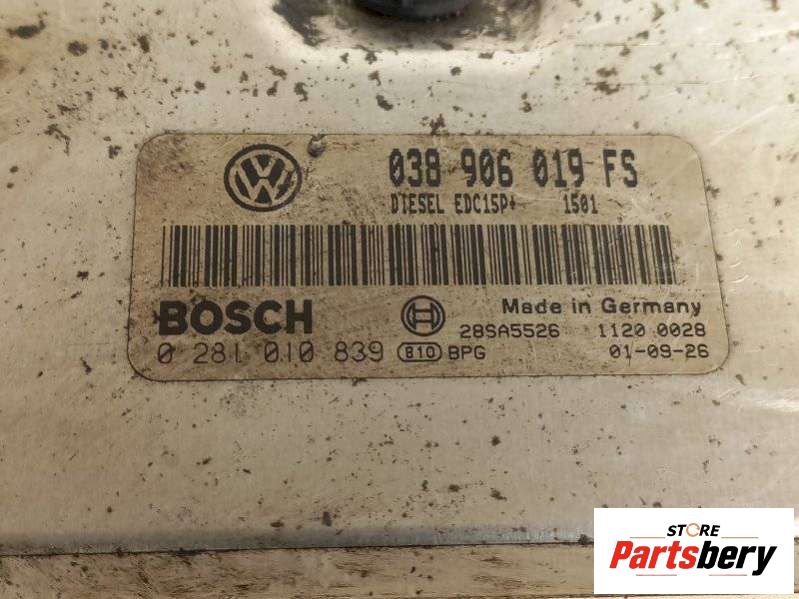 038 906 019 FS
DIESEL EDC15P+ 1501
BOSCH
Made in Germany
28SA5526 1120 0028
0 281 010 839 810 BPG 01-09-26
STORE
Partsbery